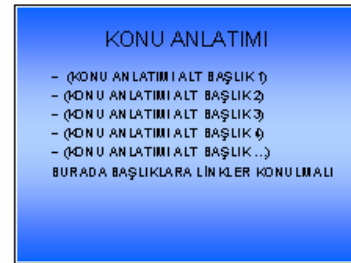 KONU ANLATIMI
– (KONU ANLATIMI ALT BAŞLIK 1)
– (KONU ANLATIMI ALT BAŞLIK 2)
– (KONU ANLATIMI ALT BAŞLIK 3)
– (KONU ANLATIMI ALT BAŞLIK 4)
– (KONU ANLATIMI ALT BAŞLIK ...)
BURADA BAŞLIKLARA LİNKLER KONULMALI